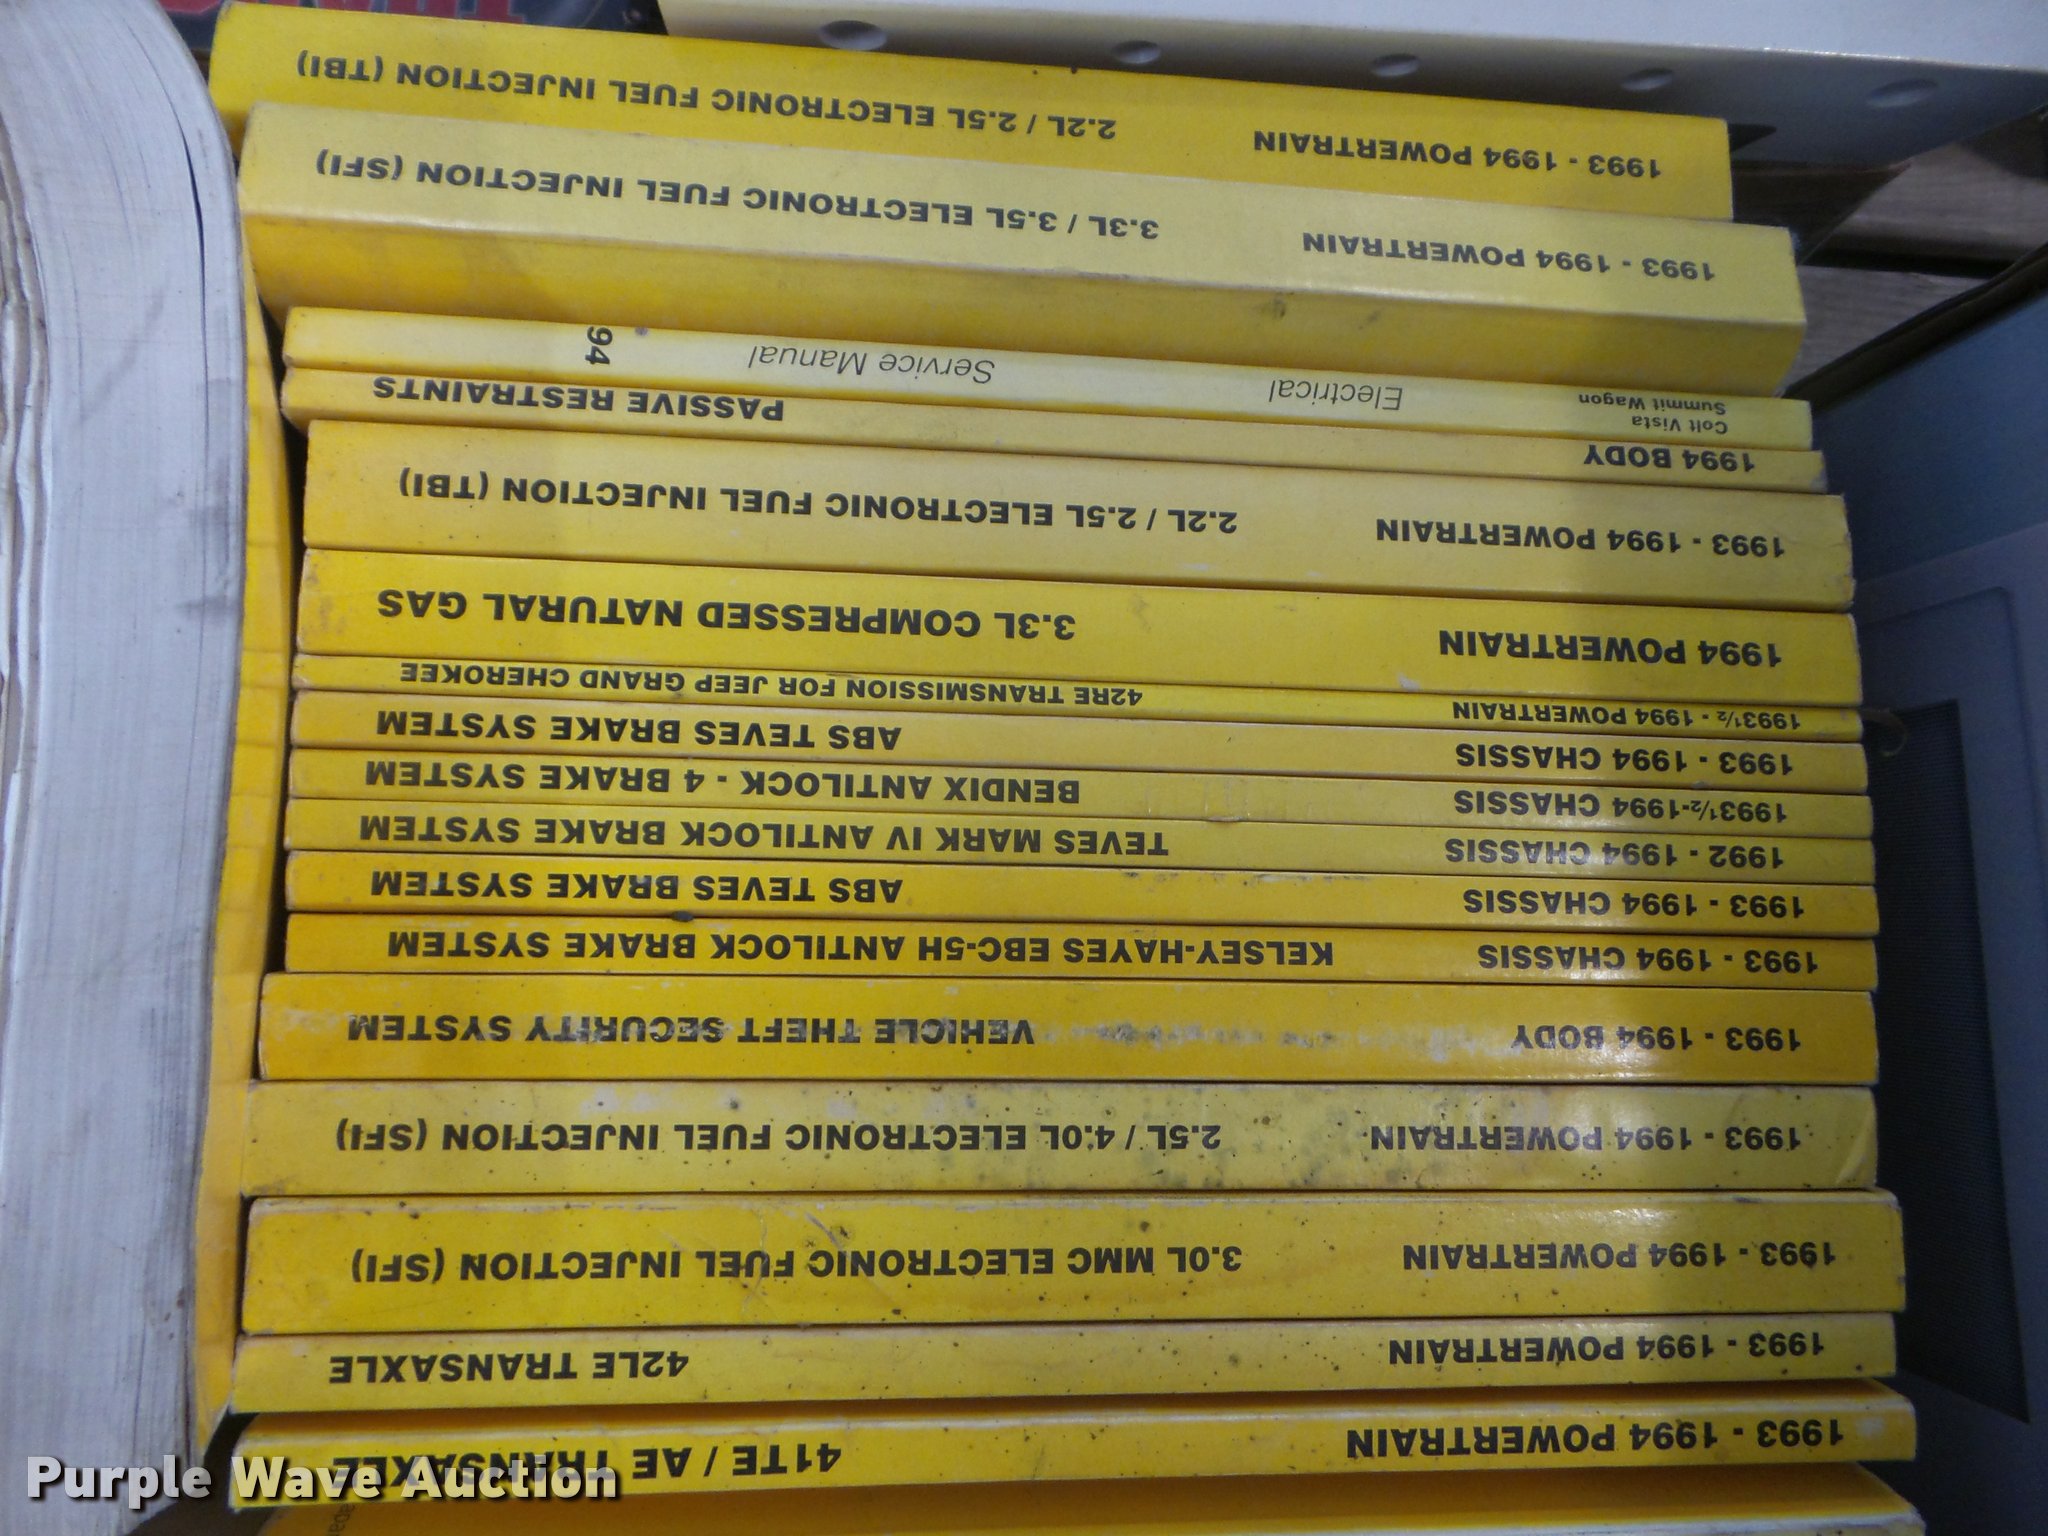 1993 - 1994 POWERTRAIN 2.2L / 2.5L ELECTRONIC FUEL INJECTION (TBI)
1993 - 1994 POWERTRAIN 3.3L / 3.5L ELECTRONIC FUEL INJECTION (SFI)
Colt Vista
Summit Wagon
Electrical Service Manual 94
1994 BODY PASSIVE RESTRAINTS
1993 - 1994 POWERTRAIN 2.2L / 2.5L ELECTRONIC FUEL INJECTION (TBI)
1994 POWERTRAIN 3.3L COMPRESSED NATURAL GAS
1993½ - 1994 POWERTRAIN 42RE TRANSMISSION FOR JEEP GRAND CHEROKEE
1993 - 1994 CHASSIS ABS TEVES BRAKE SYSTEM
1993½-1994 CHASSIS BENDIX ANTILOCK - 4 BRAKE SYSTEM
1992 - 1994 CHASSIS TEVES MARK IV ANTILOCK BRAKE SYSTEM
1993 - 1994 CHASSIS ABS TEVES BRAKE SYSTEM
1993 - 1994 CHASSIS KELSEY-HAYES EBC-5H ANTILOCK BRAKE SYSTEM
1993 - 1994 BODY VEHICLE THEFT SECURITY SYSTEM
1993 - 1994 POWERTRAIN 2.5L / 4.0L ELECTRONIC FUEL INJECTION (SFI)
1993 - 1994 POWERTRAIN 3.0L MMC ELECTRONIC FUEL INJECTION (SFI)
1993 - 1994 POWERTRAIN 42LE TRANSAXLE
1993 - 1994 POWERTRAIN 41TE / AE TRANSAXLE
Purple Wave Auction